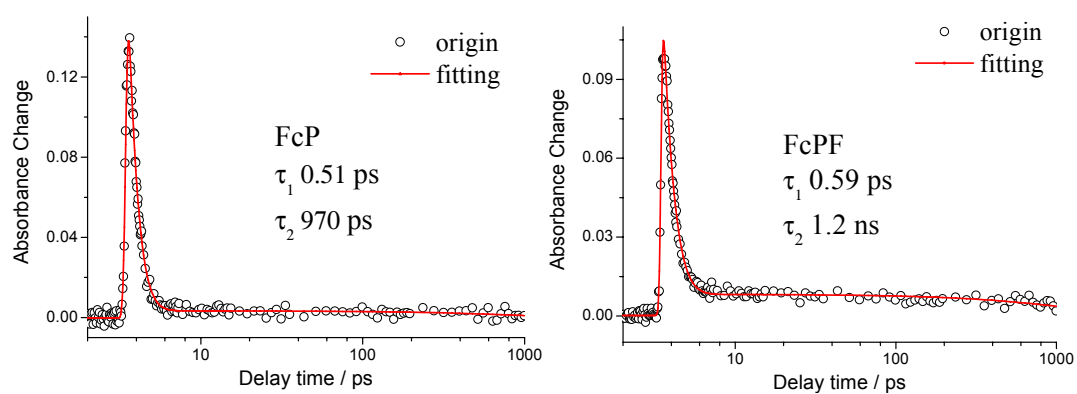 origin
fitting
FcP
τ1 0.51 ps
τ2 970 ps
Absorbance Change
0.12
0.08
0.04
0.00
10
100
1000
Delay time / ps
origin
fitting
FcPF
τ1 0.59 ps
τ2 1.2 ns
Absorbance Change
0.09
0.06
0.03
0.00
10
100
1000
Delay time / ps